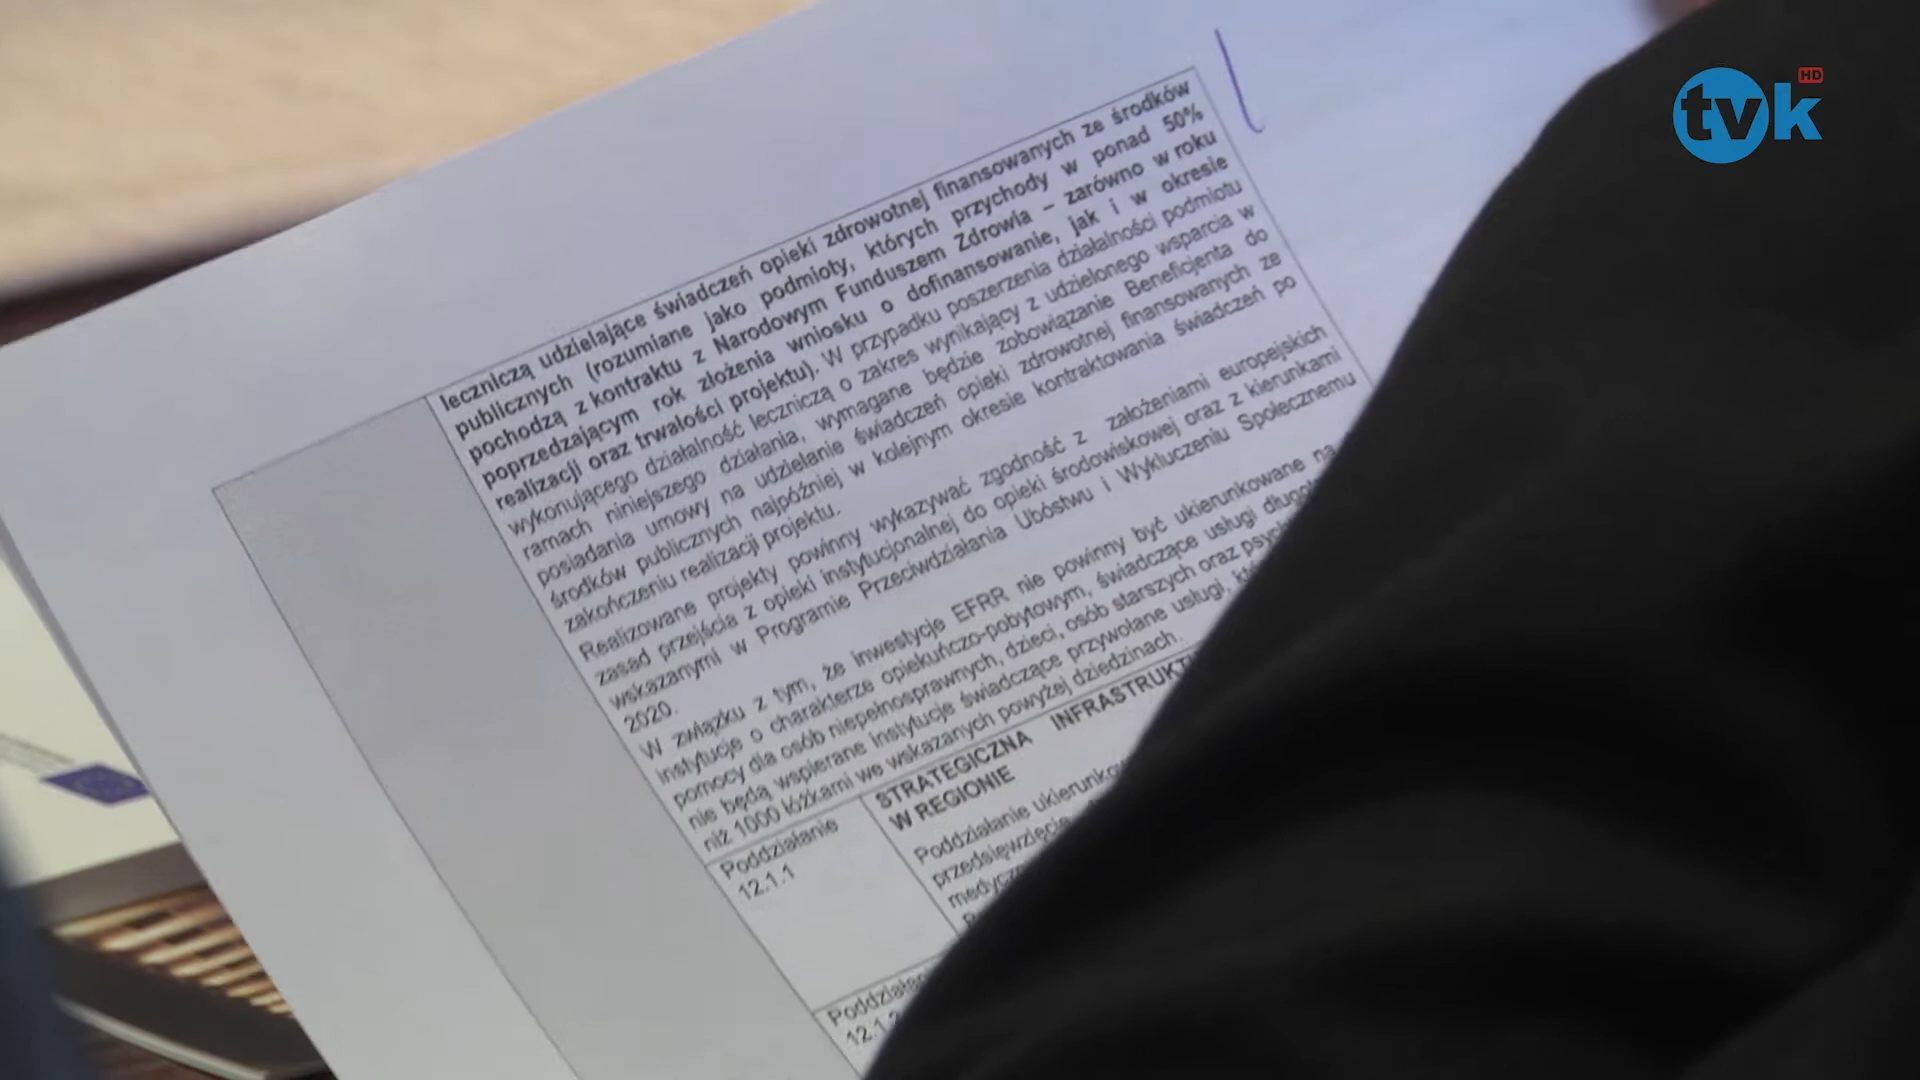 tvk HD
leczniczą udzielające świadczeń opieki zdrowotnej finansowanych ze środków
publicznych (rozumiane jako podmioty, których przychody w ponad 50%
pochodzą z kontraktu z Narodowym Funduszem Zdrowia – zarówno w roku
poprzedzającym rok złożenia wniosku o dofinansowanie, jak i w okresie
realizacji oraz trwałości projektu). W przypadku poszerzenia działalności podmiotu
wykonującego działalność leczniczą o zakres wynikający z udzielonego wsparcia w
ramach niniejszego działania, wymagane będzie zobowiązanie Beneficjenta do
posiadania umowy na udzielanie świadczeń opieki zdrowotnej finansowanych ze
środków publicznych najpóźniej w kolejnym okresie kontraktowania świadczeń po
zakończeniu realizacji projektu.
Realizowane projekty powinny wykazywać zgodność z założeniami europejskich
zasad przejścia z opieki instytucjonalnej do opieki środowiskowej oraz z kierunkami
wskazanymi w Programie Przeciwdziałania Ubóstwu i Wykluczeniu Społecznemu
2020.
W związku z tym, że inwestycje EFRR nie powinny być ukierunkowane na
instytucje o charakterze opiekuńczo-pobytowym, świadczące usługi
pomocy dla osób niepełnosprawnych, dzieci, osób starszych oraz
nie będą wspierane instytucje świadczące przywołane usługi,
niż 1000 łóżkami we wskazanych powyżej dziedzinach.
Poddziałanie
12.1.1
STRATEGICZNA
W REGIONIE
Poddziałanie